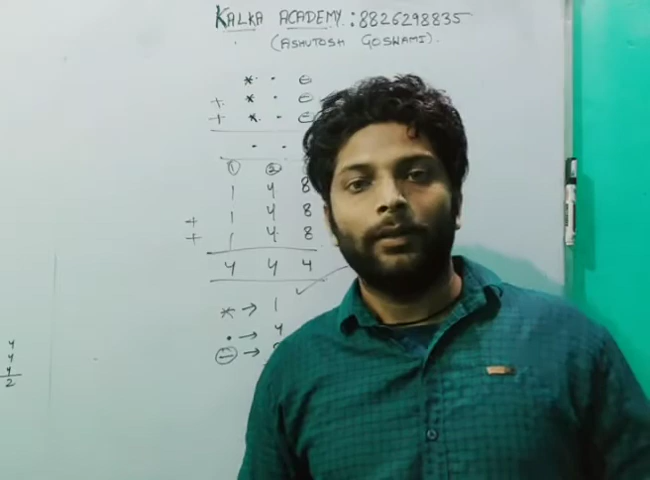 KALKA ACADEMY : 8826298835
(ASHUTOSH GOSWAMI).
* · ⊖
+ * · ⊖
+ * · ⊖
· ·
① ②
1 4 8
+ 1 4 8
+ 1 4 8
4 4 4 ✓
* → 1
· → 4
⊖ →
4
4
4
2